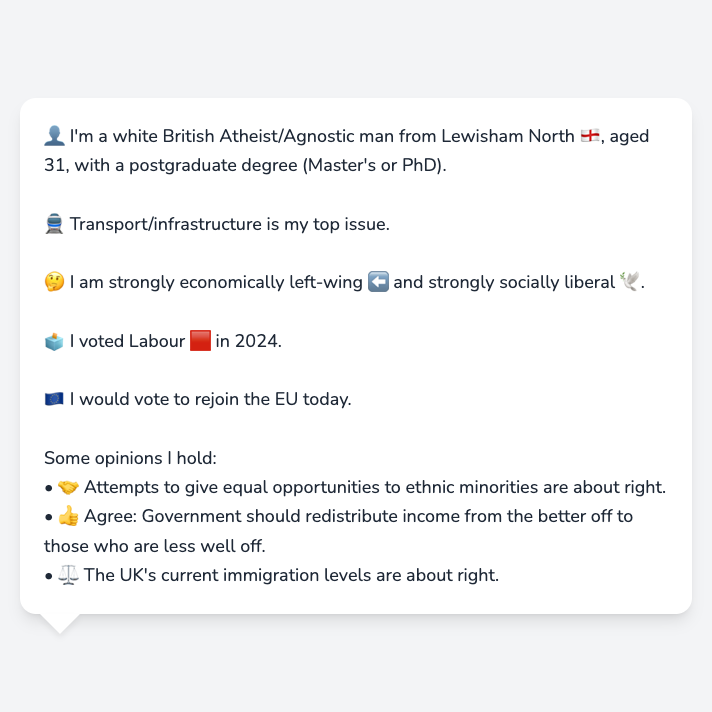 👤 I'm a white British Atheist/Agnostic man from Lewisham North 🏴󠁧󠁢󠁥󠁮󠁧󠁿, aged
31, with a postgraduate degree (Master's or PhD).
🚆 Transport/infrastructure is my top issue.
🤔 I am strongly economically left-wing ⬅️ and strongly socially liberal 🕊️.
🗳️ I voted Labour 🟥 in 2024.
🇪🇺 I would vote to rejoin the EU today.
Some opinions I hold:
• 🤝 Attempts to give equal opportunities to ethnic minorities are about right.
• 👍 Agree: Government should redistribute income from the better off to
those who are less well off.
• ⚖️ The UK's current immigration levels are about right.